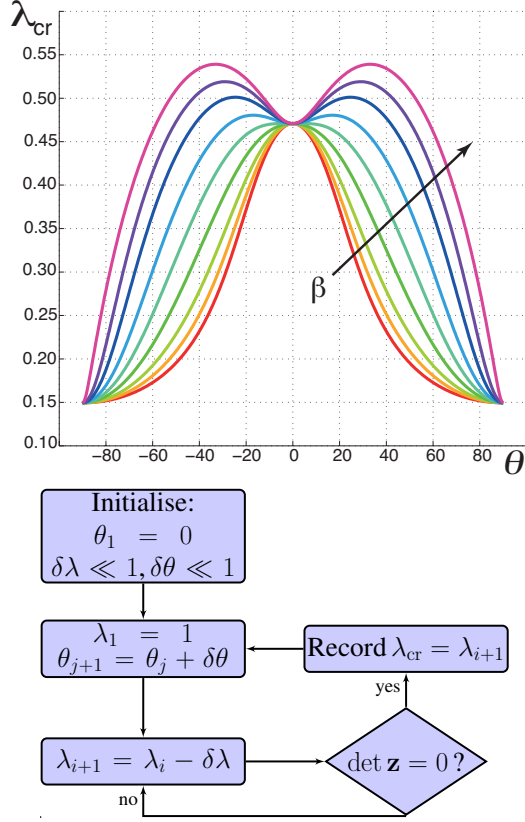 λcr
0.55
0.50
0.45
0.40
0.35
0.30
β
0.25
0.20
0.15
0.10
−80 −60 −40 −20 0 20 40 60 80 θ
Initialise:
θ₁ = 0
δλ ≪ 1, δθ ≪ 1
λ₁ = 1
θⱼ₊₁ = θⱼ + δθ
Record λcr = λᵢ₊₁
yes
λᵢ₊₁ = λᵢ − δλ
det z = 0 ?
no